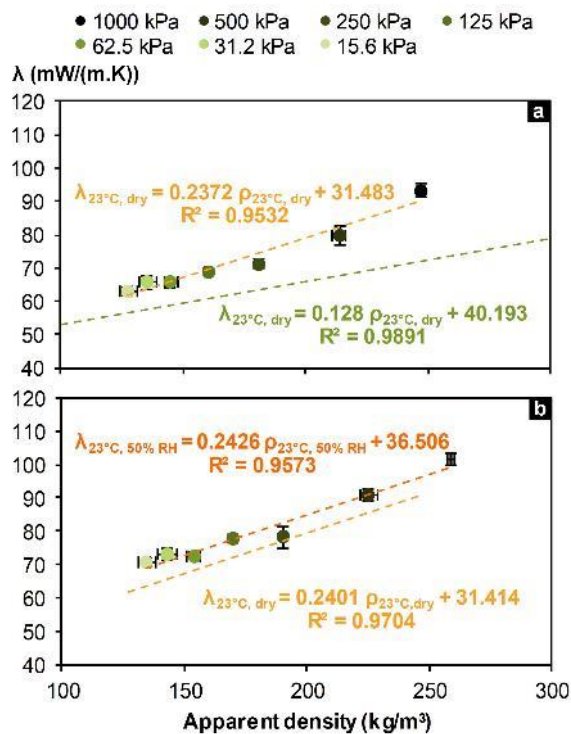 1000 kPa 500 kPa 250 kPa 125 kPa
62.5 kPa 31.2 kPa 15.6 kPa
λ (mW/(m.K))
120
a
110
100
90
λ23°C, dry = 0.2372 ρ23°C, dry + 31.483
R² = 0.9532
80
70
60
λ23°C, dry = 0.128 ρ23°C, dry + 40.193
R² = 0.9891
50
40
120
b
110
λ23°C, 50% RH = 0.2426 ρ23°C, 50% RH + 36.506
R² = 0.9573
100
90
80
70
60
λ23°C, dry = 0.2401 ρ23°C,dry + 31.414
R² = 0.9704
50
40
100 150 200 250 300
Apparent density (kg/m³)